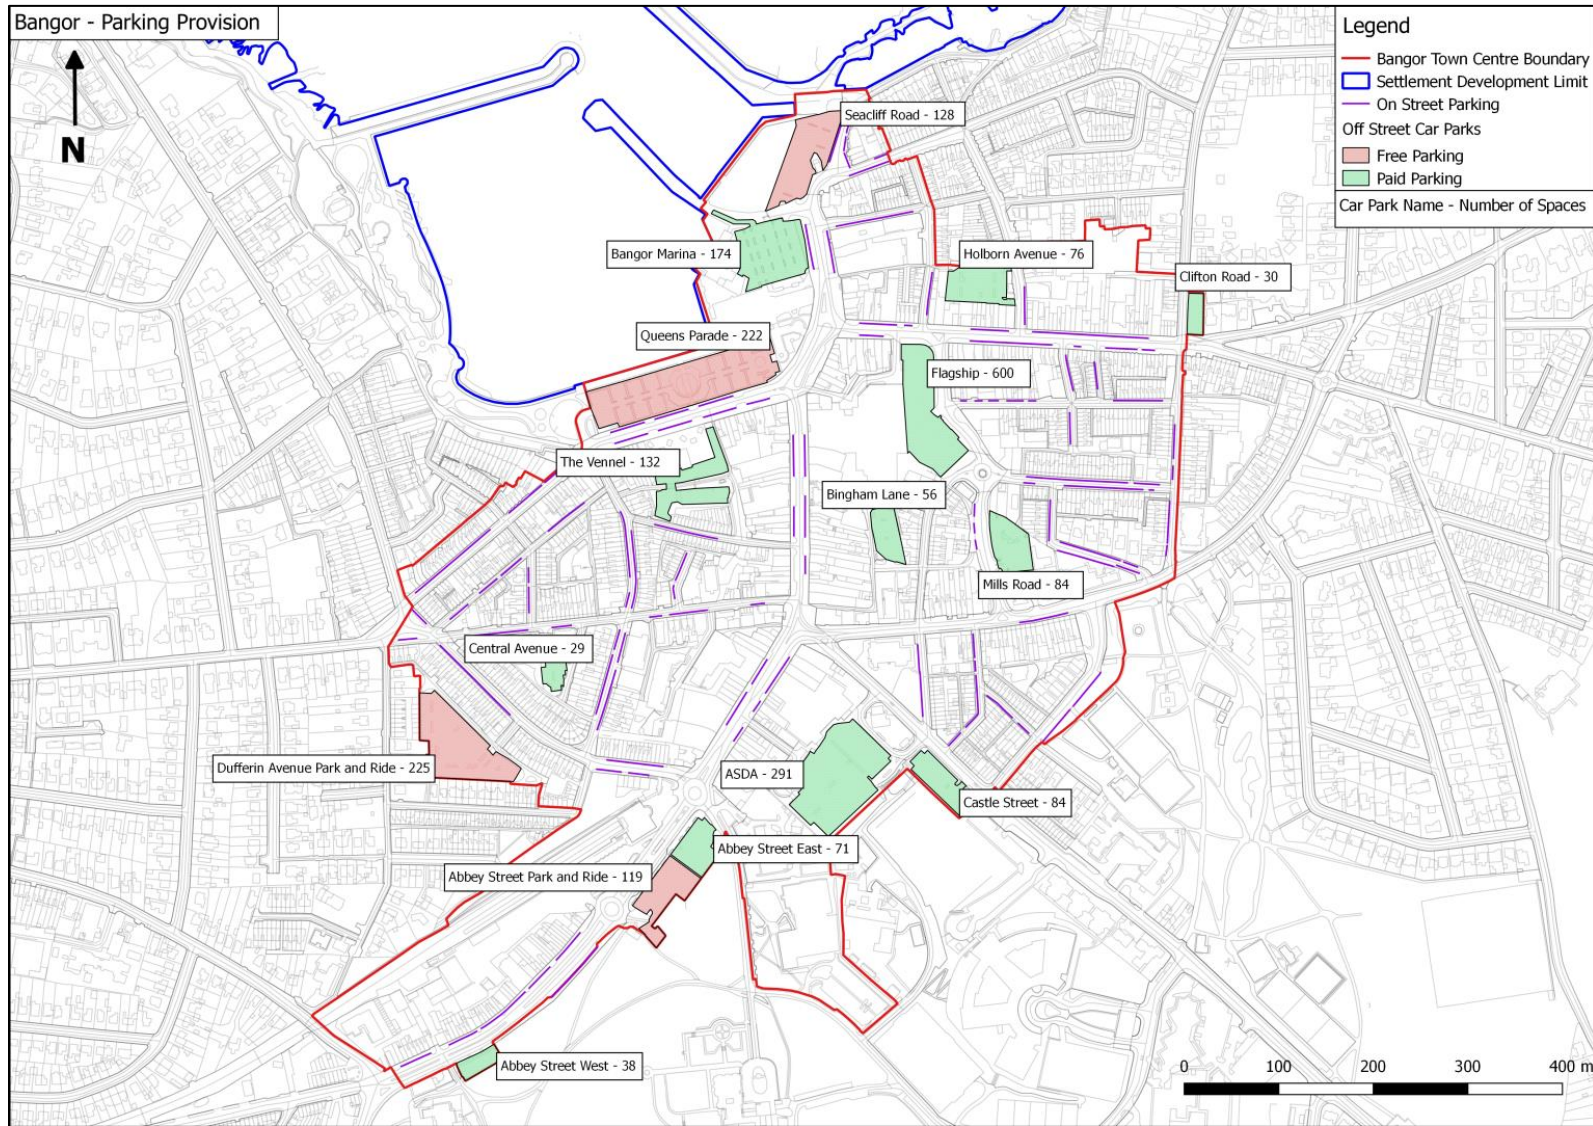 Bangor - Parking Provision
N
Legend
Bangor Town Centre Boundary
Settlement Development Limit
On Street Parking
Off Street Car Parks
Free Parking
Paid Parking
Car Park Name - Number of Spaces
Seacliff Road - 128
Bangor Marina - 174
Holborn Avenue - 76
Clifton Road - 30
Queens Parade - 222
Flagship - 600
The Vennel - 132
Bingham Lane - 56
Mills Road - 84
Central Avenue - 29
Dufferin Avenue Park and Ride - 225
ASDA - 291
Castle Street - 84
Abbey Street East - 71
Abbey Street Park and Ride - 119
Abbey Street West - 38
0 100 200 300 400 m